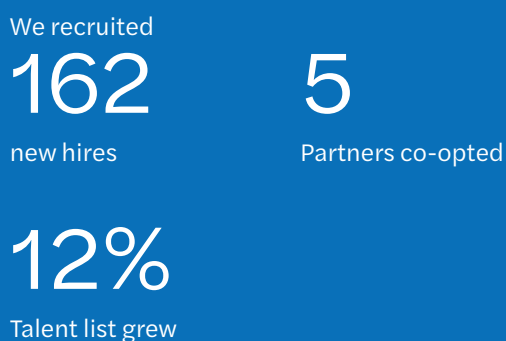 We recruited
162
new hires
5
Partners co-opted
12%
Talent list grew